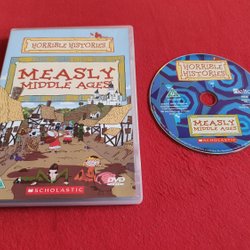 HORRIBLE HISTORIES
MEASLY
MIDDLE AGES
U
SCHOLASTIC
DVD
HORRIBLE
HISTORIES
MEASLY
MIDDLE AGES
SCHOLASTIC